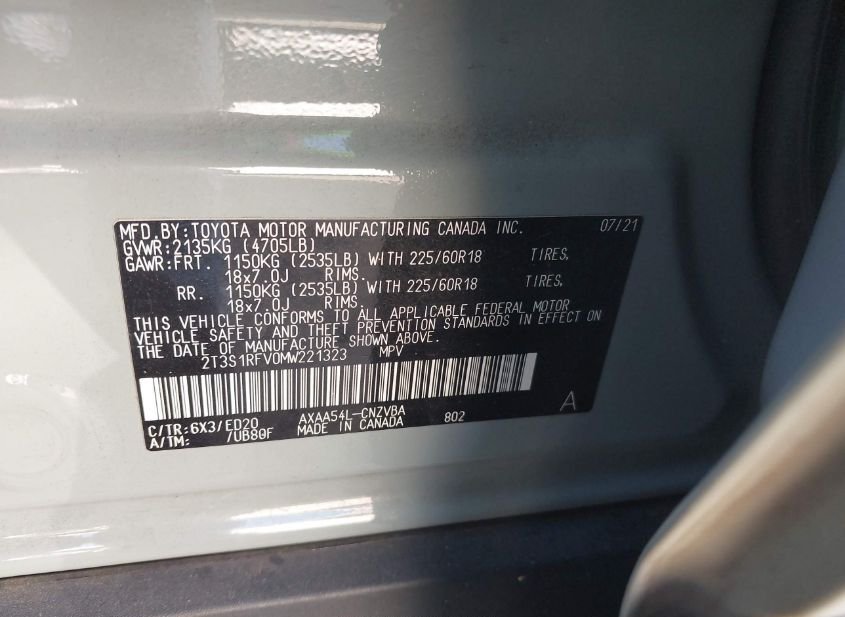 MFD.BY:TOYOTA MOTOR MANUFACTURING CANADA INC. 07/21
GVWR:2135KG (4705LB)
GAWR:FRT. 1150KG (2535LB) WITH 225/60R18 TIRES,
18x7.0J RIMS.
RR. 1150KG (2535LB) WITH 225/60R18 TIRES,
18x7.0J RIMS.
THIS VEHICLE CONFORMS TO ALL APPLICABLE FEDERAL MOTOR
VEHICLE SAFETY AND THEFT PREVENTION STANDARDS IN EFFECT ON
THE DATE OF MANUFACTURE SHOWN ABOVE.
2T3S1RFV0MW221323 MPV
C/TR:6X3/ED20 AXAA54L-CNZVBA 802 A
A/TM: /UB80F MADE IN CANADA